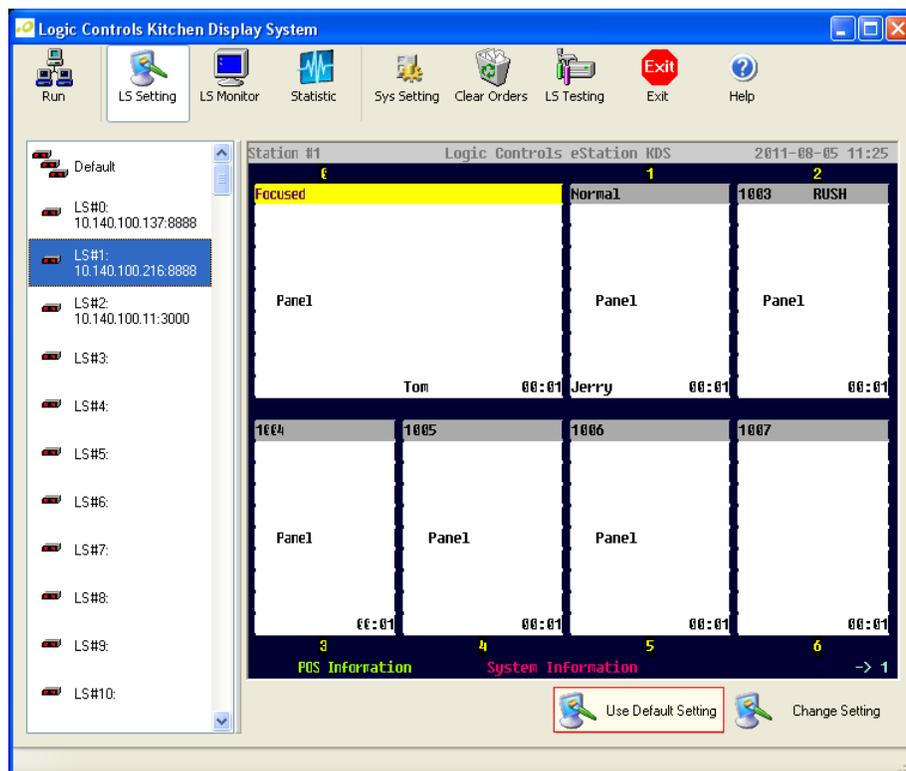 Logic Controls Kitchen Display System
Run LS Setting LS Monitor Statistic Sys Setting Clear Orders LS Testing Exit Exit Help
Default
LS#0:
10.140.100.137:8888
LS#1:
10.140.100.216:8888
LS#2:
10.140.100.11:3000
LS#3:
LS#4:
LS#5:
LS#6:
LS#7:
LS#8:
LS#9:
LS#10:
Station #1 Logic Controls eStation KDS 2011-08-05 11:25
0 1 2
Focused Normal 1003 RUSH
Panel Panel Panel
Tom 00:01 Jerry 00:01 00:01
1004 1005 1006 1007
Panel Panel Panel
00:01 00:01 00:01 00:01
3 4 5 6
POS Information System Information -> 1
Use Default Setting Change Setting